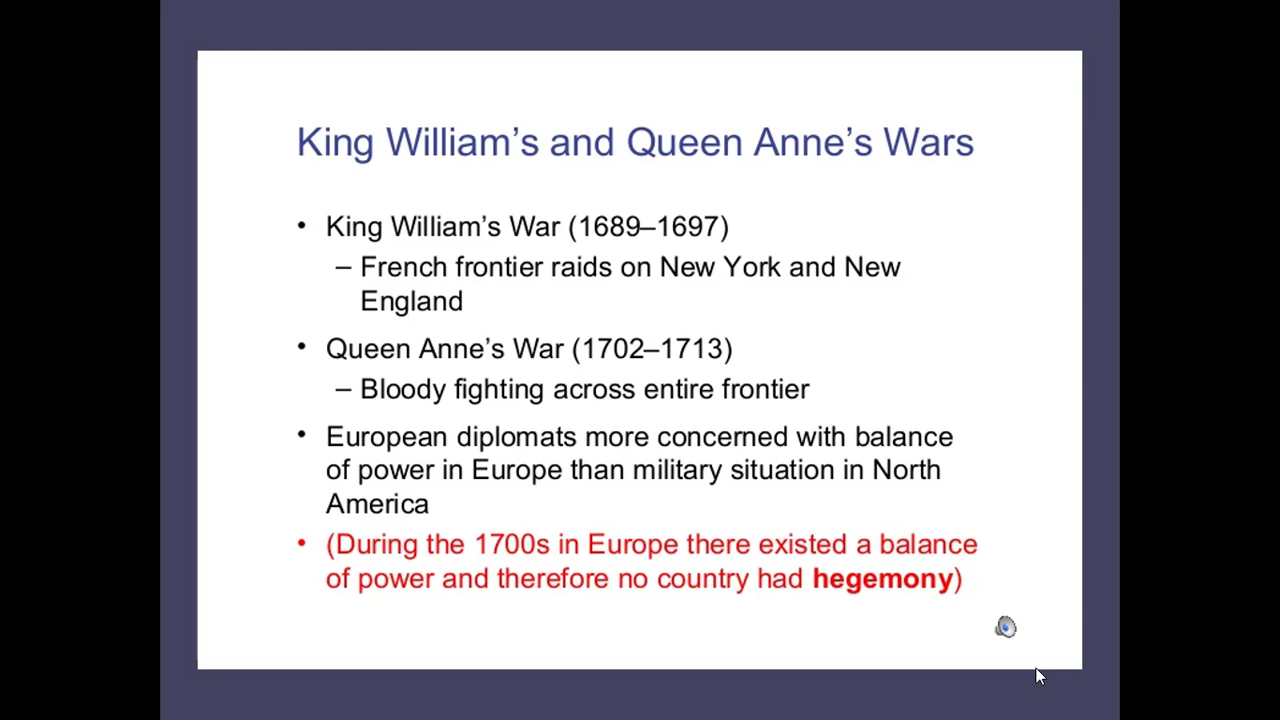 King William’s and Queen Anne’s Wars
• King William’s War (1689–1697)
– French frontier raids on New York and New
England
• Queen Anne’s War (1702–1713)
– Bloody fighting across entire frontier
• European diplomats more concerned with balance
of power in Europe than military situation in North
America
• (During the 1700s in Europe there existed a balance
of power and therefore no country had hegemony)